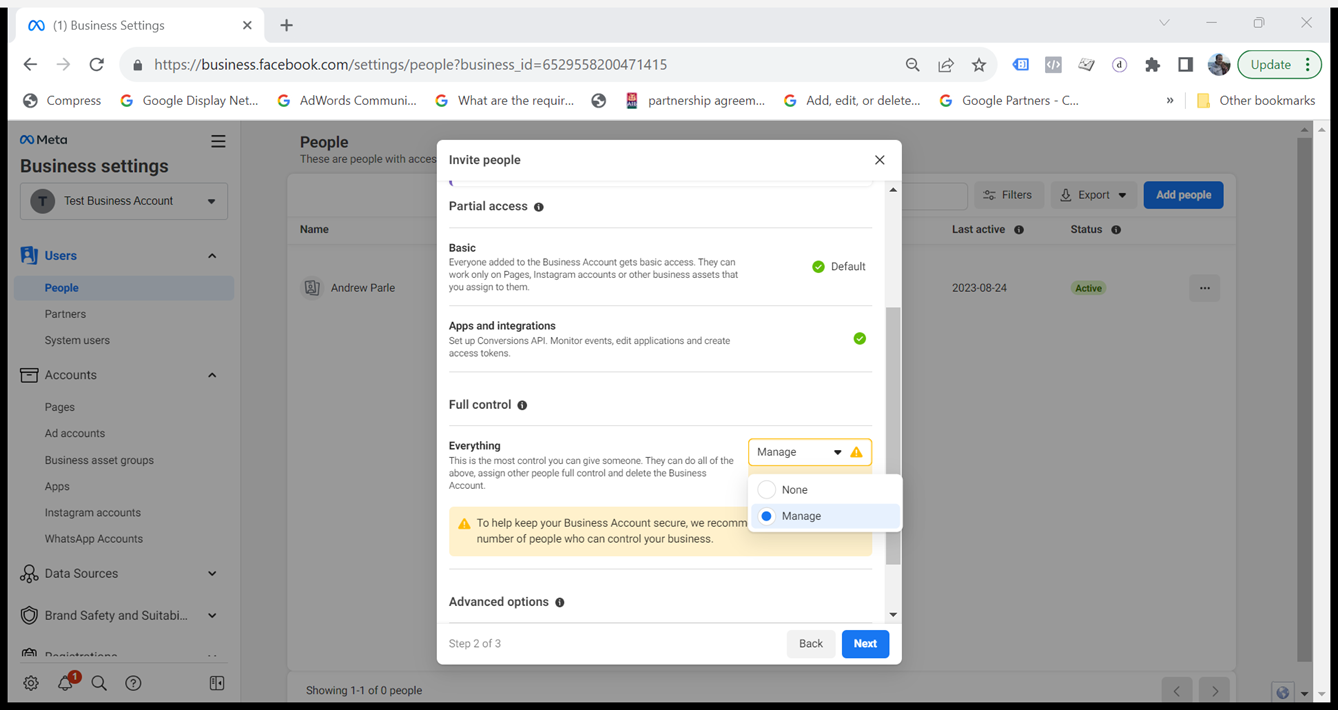 (1) Business Settings
https://business.facebook.com/settings/people?business_id=6529558200471415
Update
Compress
Google Display Net...
AdWords Communi...
What are the requir...
partnership agreem...
Add, edit, or delete...
Google Partners - C...
»
Other bookmarks
Meta
Business settings
T
Test Business Account
Users
People
Partners
System users
Accounts
Pages
Ad accounts
Business asset groups
Apps
Instagram accounts
WhatsApp Accounts
Data Sources
Brand Safety and Suitabi...
Registrations
1
People
These are people with acces
Filters
Export
Add people
Name
Last active
Status
Andrew Parle
2023-08-24
Active
Showing 1-1 of 0 people
Invite people
Partial access
Basic
Everyone added to the Business Account gets basic access. They can
work only on Pages, Instagram accounts or other business assets that
you assign to them.
Default
Apps and integrations
Set up Conversions API. Monitor events, edit applications and create
access tokens.
Full control
Everything
This is the most control you can give someone. They can do all of the
above, assign other people full control and delete the Business
Account.
Manage
None
Manage
To help keep your Business Account secure, we recomm
number of people who can control your business.
Advanced options
Step 2 of 3
Back
Next